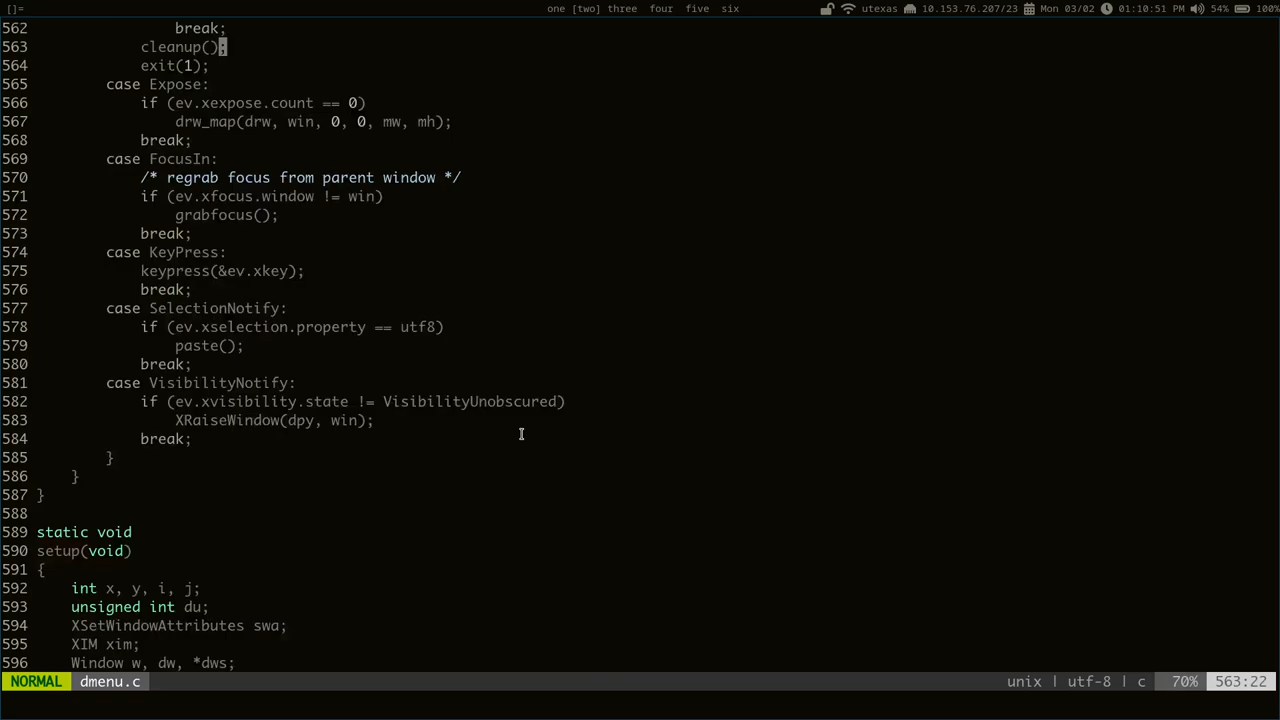 []= one [two] three four five six utexas 10.153.76.207/23 Mon 03/02 01:10:51 PM 54% 100%
562 break;
563 cleanup();
564 exit(1);
565 case Expose:
566 if (ev.xexpose.count == 0)
567 drw_map(drw, win, 0, 0, mw, mh);
568 break;
569 case FocusIn:
570 /* regrab focus from parent window */
571 if (ev.xfocus.window != win)
572 grabfocus();
573 break;
574 case KeyPress:
575 keypress(&ev.xkey);
576 break;
577 case SelectionNotify:
578 if (ev.xselection.property == utf8)
579 paste();
580 break;
581 case VisibilityNotify:
582 if (ev.xvisibility.state != VisibilityUnobscured)
583 XRaiseWindow(dpy, win);
584 break;
585 }
586 }
587 }
588
589 static void
590 setup(void)
591 {
592 int x, y, i, j;
593 unsigned int du;
594 XSetWindowAttributes swa;
595 XIM xim;
596 Window w, dw, *dws;
NORMAL dmenu.c unix | utf-8 | c 70% 563:22